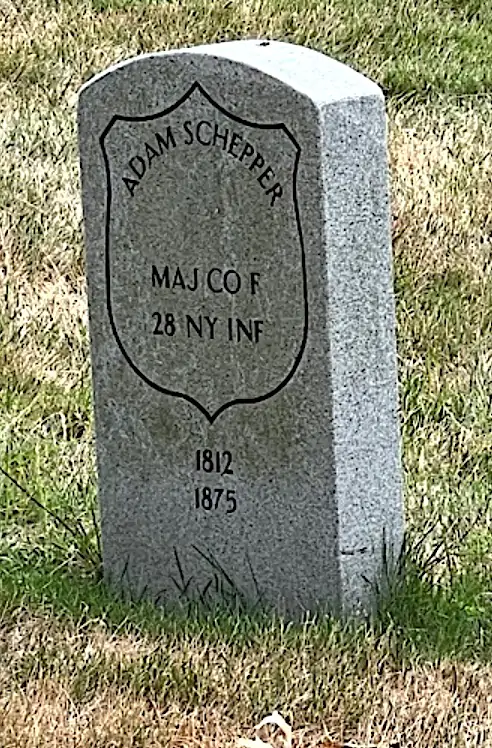 ADAM SCHEPPER
MAJ CO F
28 NY INF
1812
1875